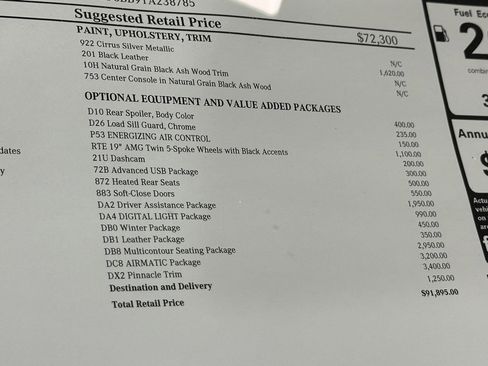 A238785
Suggested Retail Price $72,300
PAINT, UPHOLSTERY, TRIM
922 Cirrus Silver Metallic N/C
201 Black Leather 1,620.00
10H Natural Grain Black Ash Wood Trim N/C
753 Center Console in Natural Grain Black Ash Wood N/C
OPTIONAL EQUIPMENT AND VALUE ADDED PACKAGES
D10 Rear Spoiler, Body Color 400.00
D26 Load Sill Guard, Chrome 235.00
P53 ENERGIZING AIR CONTROL 150.00
RTE 19" AMG Twin 5-Spoke Wheels with Black Accents 1,100.00
21U Dashcam 200.00
72B Advanced USB Package 300.00
872 Heated Rear Seats 500.00
883 Soft-Close Doors 550.00
DA2 Driver Assistance Package 1,950.00
DA4 DIGITAL LIGHT Package 990.00
DB0 Winter Package 450.00
DB1 Leather Package 350.00
DB8 Multicontour Seating Package 2,950.00
DC8 AIRMATIC Package 3,200.00
DX2 Pinnacle Trim 3,400.00
Destination and Delivery 1,250.00
Total Retail Price $91,895.00
dates
y
Fuel Ec
2
combin
3
Annu
$
Actu
vehi
on
ar